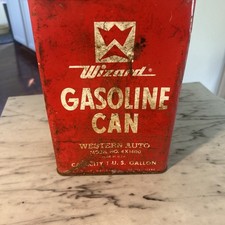 Wizard
GASOLINE
CAN
WESTERN AUTO
CAPACITY 1 U.S. GALLON